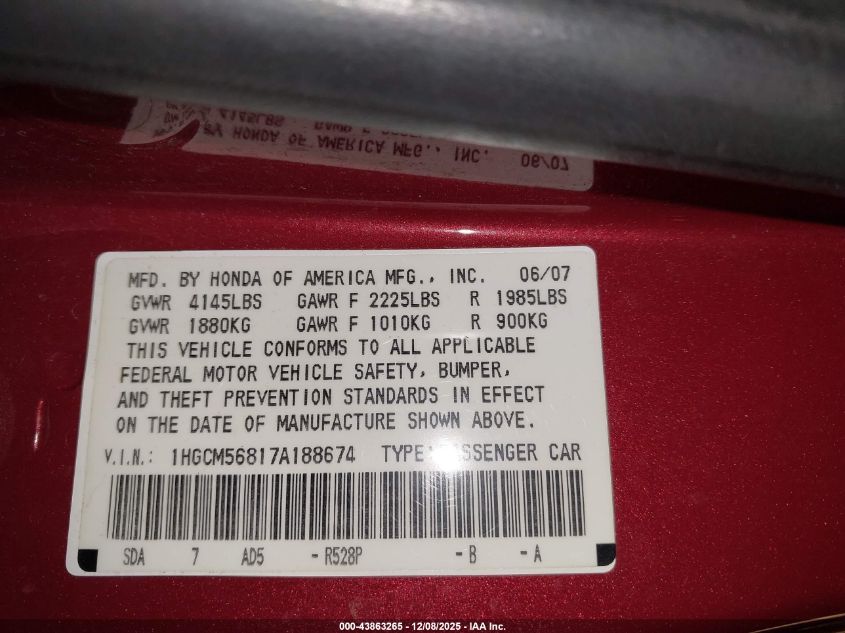 MFD. BY HONDA OF AMERICA MFG., INC. 06/07
GVWR 4145LBS GAWR F 2225LBS R 1985LBS
GVWR 1880KG GAWR F 1010KG R 900KG
THIS VEHICLE CONFORMS TO ALL APPLICABLE
FEDERAL MOTOR VEHICLE SAFETY, BUMPER,
AND THEFT PREVENTION STANDARDS IN EFFECT
ON THE DATE OF MANUFACTURE SHOWN ABOVE.
V.I.N.: 1HGCM56817A188674 TYPE: PASSENGER CAR
SDA 7 AD5 -R528P -B -A
000-43863265 - 12/08/2025 - IAA Inc.